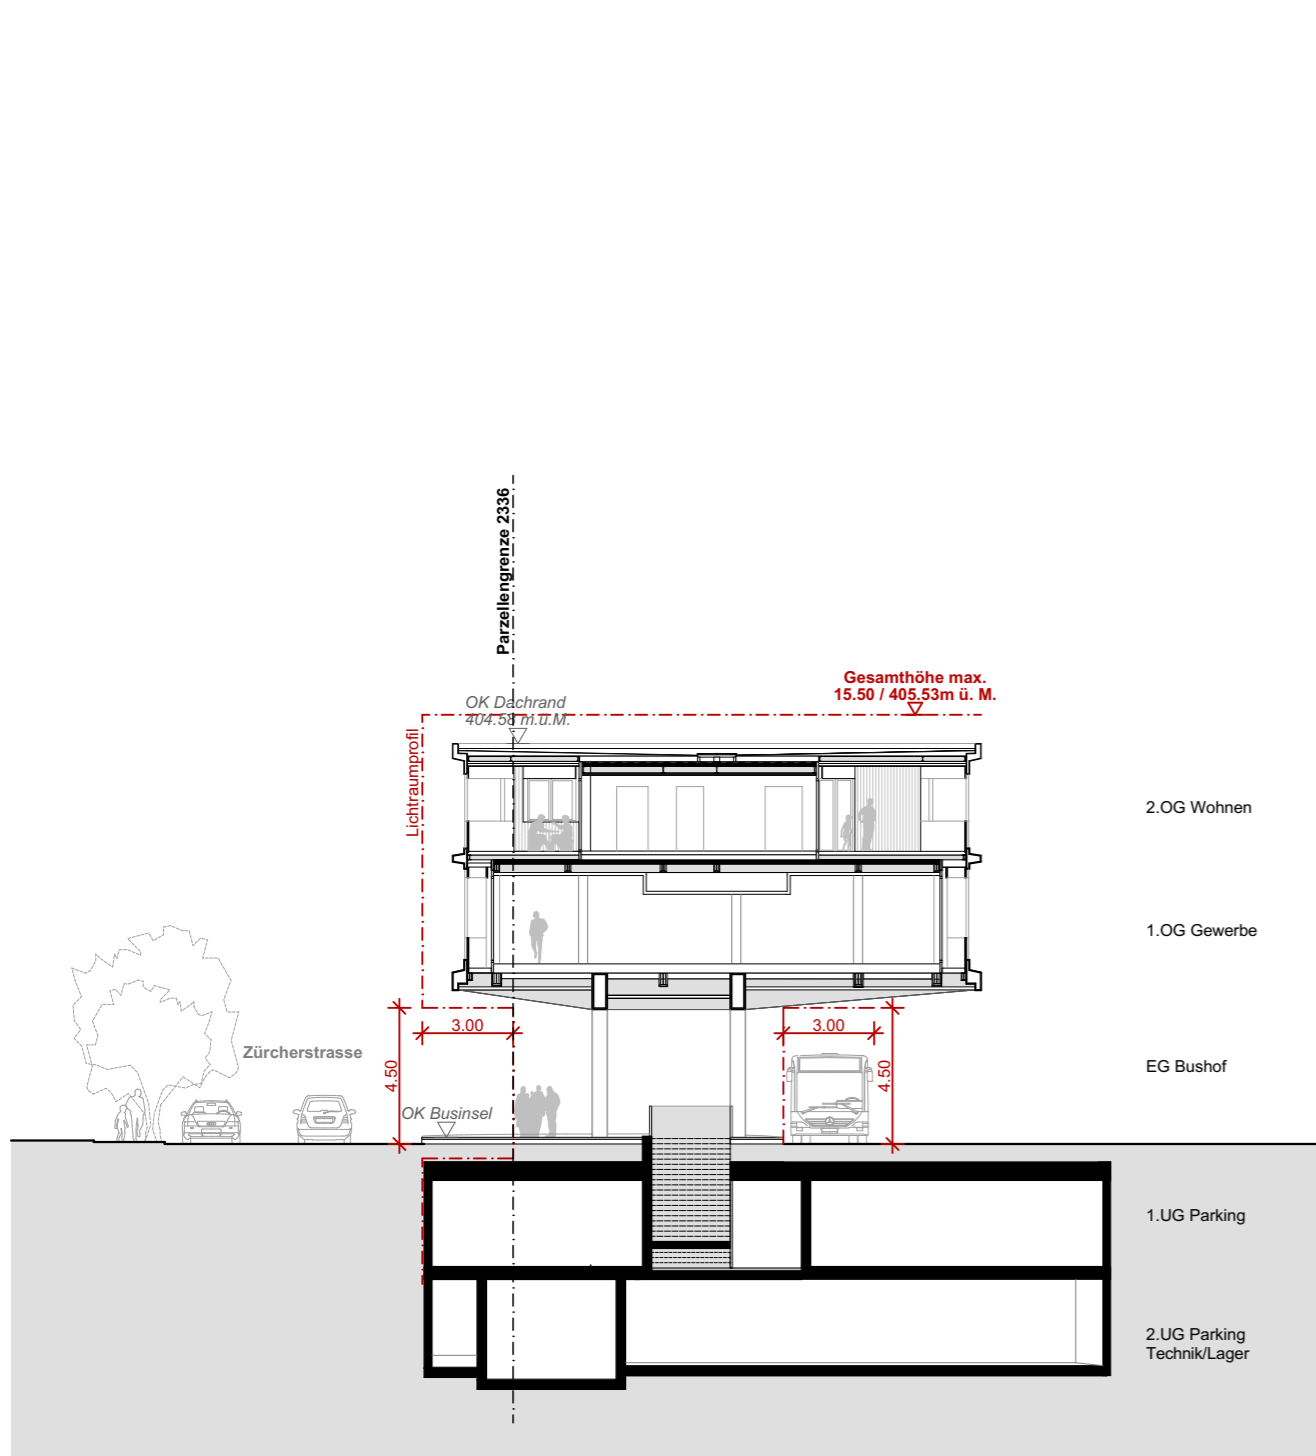 Parzellengrenze 2336
Gesamthöhe max.
15.50 / 405.53m ü. M.
OK Dachrand
404.58 m.ü.M.
Lichtraumprofil
2.OG Wohnen
1.OG Gewerbe
3.00
3.00
Zürcherstrasse
4.50
4.50
EG Bushof
OK Businsel
1.UG Parking
2.UG Parking
Technik/Lager